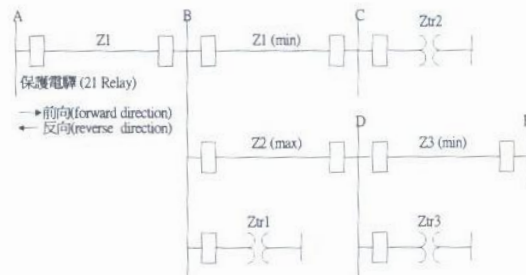 A
B
C
Z1
Z1 (min)
Ztr2
保護電驛 (21 Relay)
前向(forward direction)
反向(reverse direction)
D
Z2 (max)
Z3 (min)
Ztr1
Ztr3